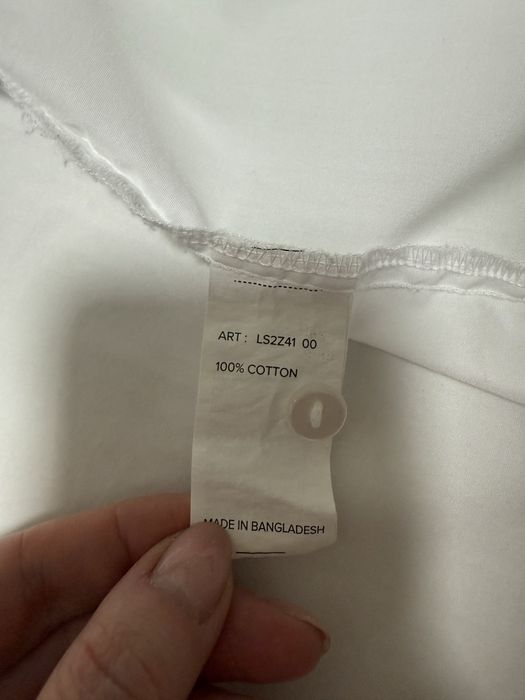 ART : LS2Z41 00
100% COTTON
MADE IN BANGLADESH